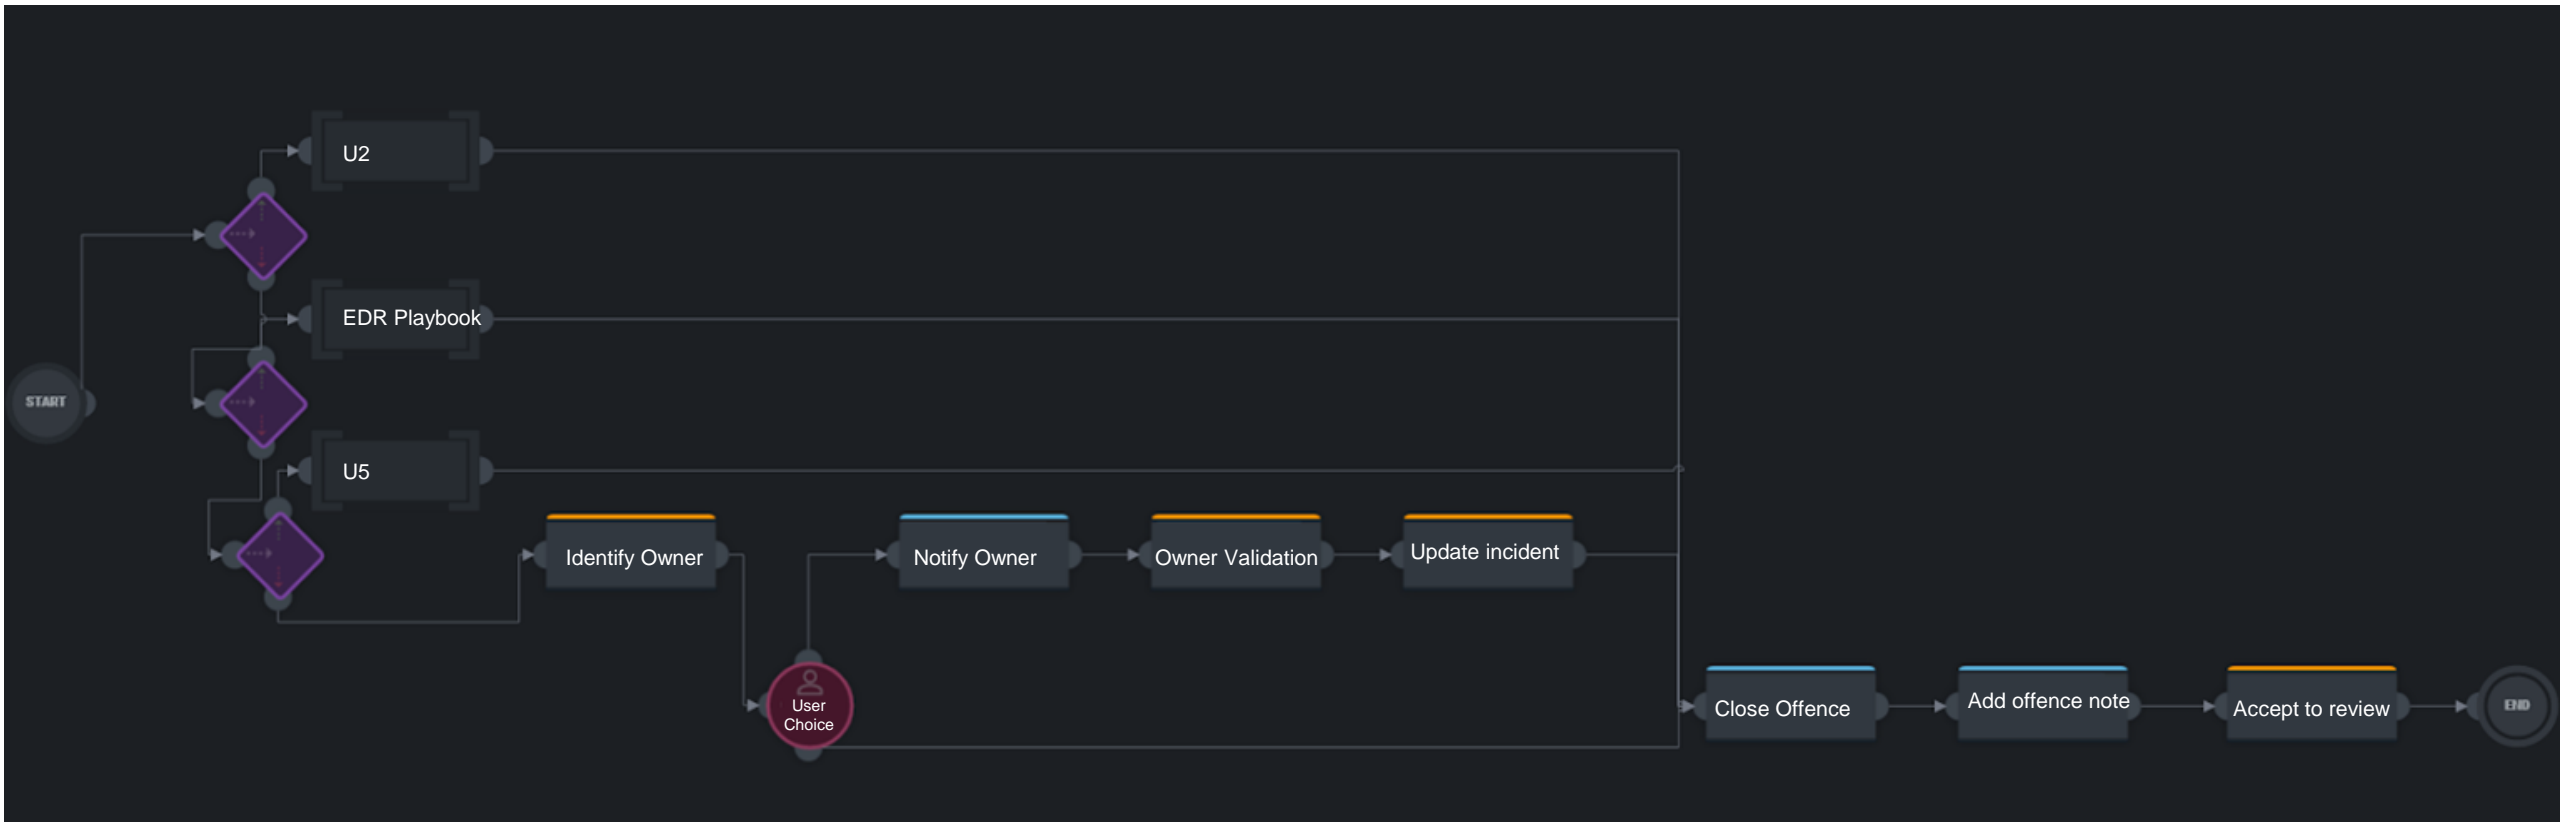 U2
EDR Playbook
START
U5
Identify Owner
Notify Owner
Owner Validation
Update incident
User
Choice
Close Offence
Add offence note
Accept to review
END